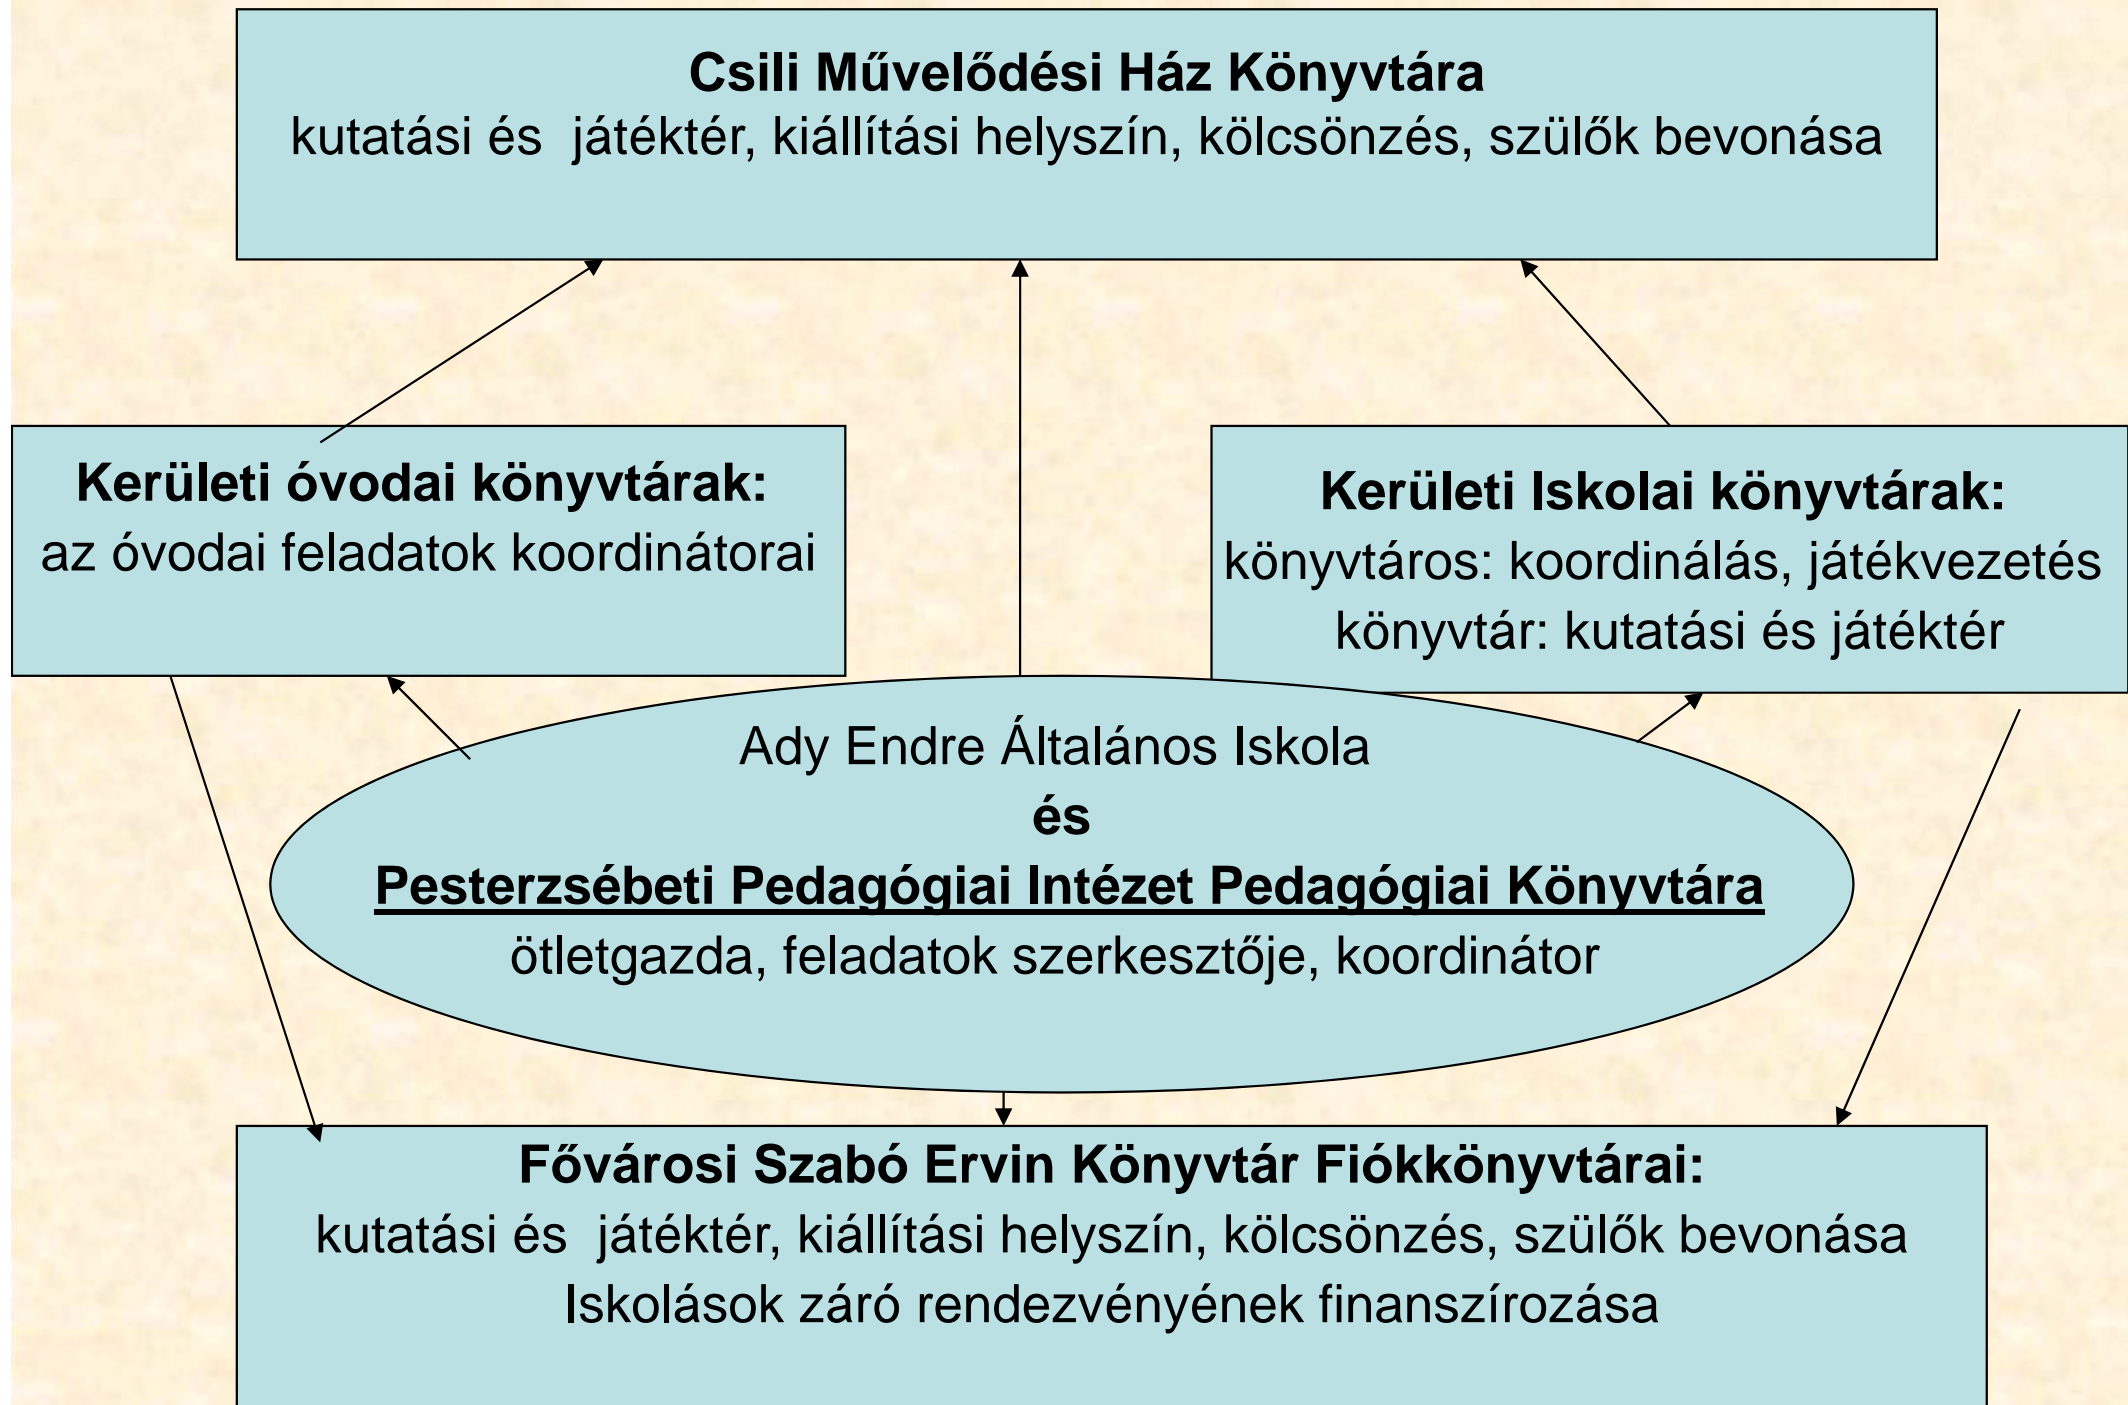 Csili Művelődési Ház Könyvtára
kutatási és  játéktér, kiállítási helyszín, kölcsönzés, szülők bevonása
Kerületi óvodai könyvtárak:
az óvodai feladatok koordinátorai
Kerületi Iskolai könyvtárak:
könyvtáros: koordinálás, játékvezetés
könyvtár: kutatási és játéktér
Ady Endre Általános Iskola
és
Pesterzsébeti Pedagógiai Intézet Pedagógiai Könyvtára
ötletgazda, feladatok szerkesztője, koordinátor
Fővárosi Szabó Ervin Könyvtár Fiókkönyvtárai:
kutatási és  játéktér, kiállítási helyszín, kölcsönzés, szülők bevonása
Iskolások záró rendezvényének finanszírozása